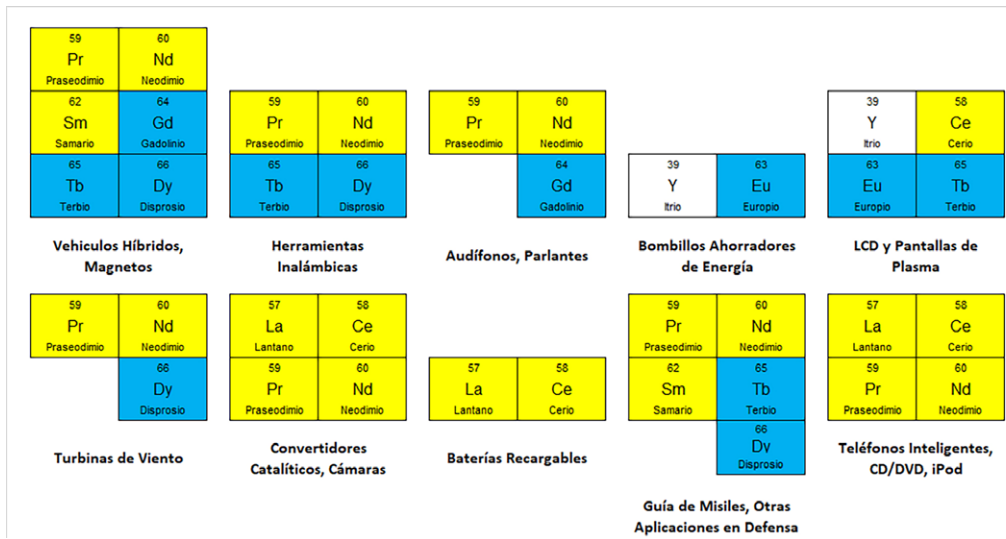 59
Pr
Praseodimio
60
Nd
Neodimio
62
Sm
Samario
64
Gd
Gadolinio
65
Tb
Terbio
66
Dy
Disprosio
Vehiculos Híbridos,
Magnetos
59
Pr
Praseodimio
60
Nd
Neodimio
65
Tb
Terbio
66
Dy
Disprosio
Herramientas
Inalámbicas
59
Pr
Praseodimio
60
Nd
Neodimio
64
Gd
Gadolinio
Audífonos, Parlantes
39
Y
Itrio
63
Eu
Europio
Bombillos Ahorradores
de Energía
39
Y
Itrio
58
Ce
Cerio
63
Eu
Europio
65
Tb
Terbio
LCD y Pantallas de
Plasma
59
Pr
Praseodimio
60
Nd
Neodimio
66
Dy
Disprosio
Turbinas de Viento
57
La
Lantano
58
Ce
Cerio
59
Pr
Praseodimio
60
Nd
Neodimio
Convertidores
Catalíticos, Cámaras
57
La
Lantano
58
Ce
Cerio
Baterías Recargables
59
Pr
Praseodimio
60
Nd
Neodimio
62
Sm
Samario
65
Tb
Terbio
66
Dy
Disprosio
Guía de Misiles, Otras
Aplicaciones en Defensa
57
La
Lantano
58
Ce
Cerio
59
Pr
Praseodimio
60
Nd
Neodimio
Teléfonos Inteligentes,
CD/DVD, iPod